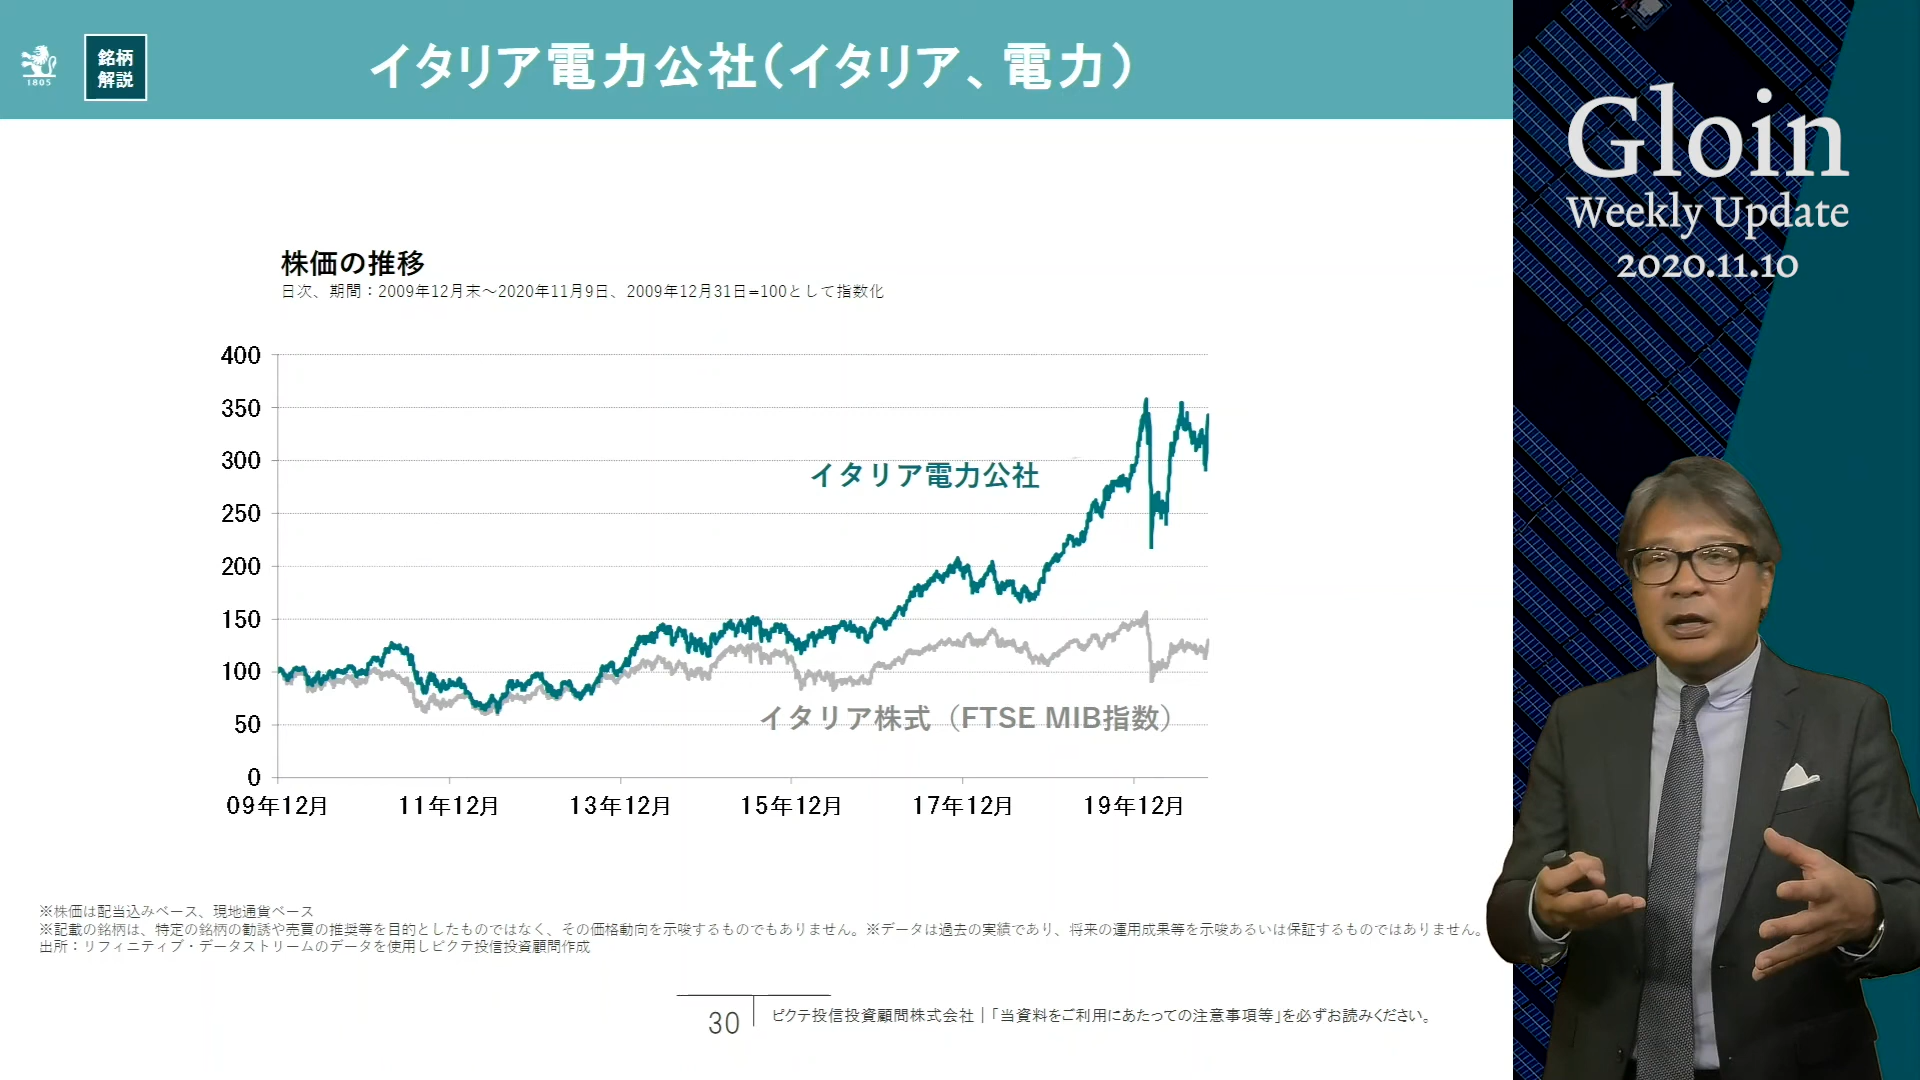 1805
銘柄
解説
イタリア電力公社（イタリア、電力）
Gloin
Weekly Update
2020.11.10
株価の推移
日次、期間：2009年12月末～2020年11月9日、2009年12月31日=100として指数化
400
350
300
250
200
150
100
50
0
イタリア電力公社
イタリア株式（FTSE MIB指数）
09年12月 11年12月 13年12月 15年12月 17年12月 19年12月
※株価は配当込みベース、現地通貨ベース
※記載の銘柄は、特定の銘柄の勧誘や売買の推奨等を目的としたものではなく、その価格動向を示唆するものでもありません。※データは過去の実績であり、将来の運用成果等を示唆あるいは保証するものではありません。
出所：リフィニティブ・データストリームのデータを使用しピクテ投信投資顧問作成
30
ピクテ投信投資顧問株式会社｜「当資料をご利用にあたっての注意事項等」を必ずお読みください。